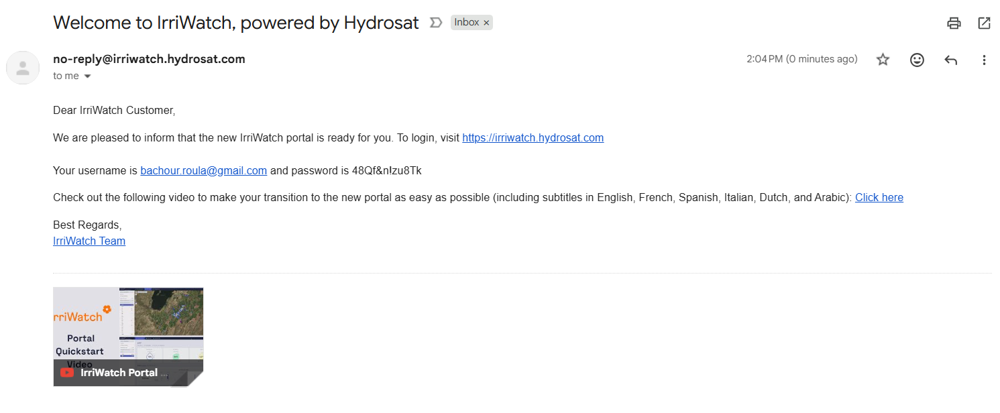 Welcome to IrriWatch, powered by Hydrosat Inbox ×
no-reply@irriwatch.hydrosat.com 2:04 PM (0 minutes ago)
to me
Dear IrriWatch Customer,
We are pleased to inform that the new IrriWatch portal is ready for you. To login, visit https://irriwatch.hydrosat.com
Your username is bachour.roula@gmail.com and password is 48Qf&n!zu8Tk
Check out the following video to make your transition to the new portal as easy as possible (including subtitles in English, French, Spanish, Italian, Dutch, and Arabic): Click here
Best Regards,
IrriWatch Team
rriWatch
Portal
Quickstart
Video
IrriWatch Portal ...